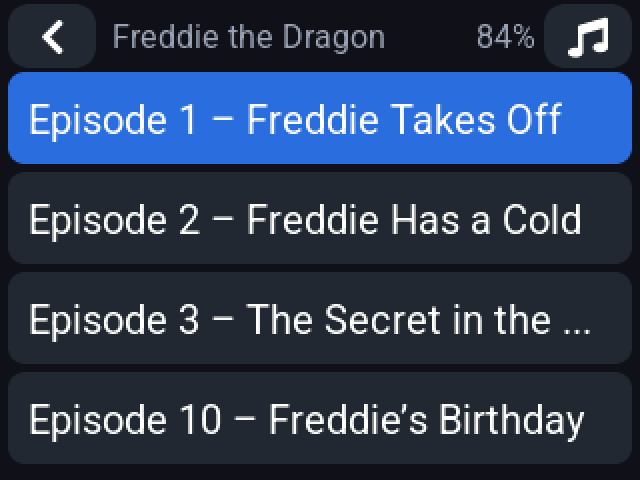 Freddie the Dragon 84%
Episode 1 – Freddie Takes Off
Episode 2 – Freddie Has a Cold
Episode 3 – The Secret in the ...
Episode 10 – Freddie’s Birthday